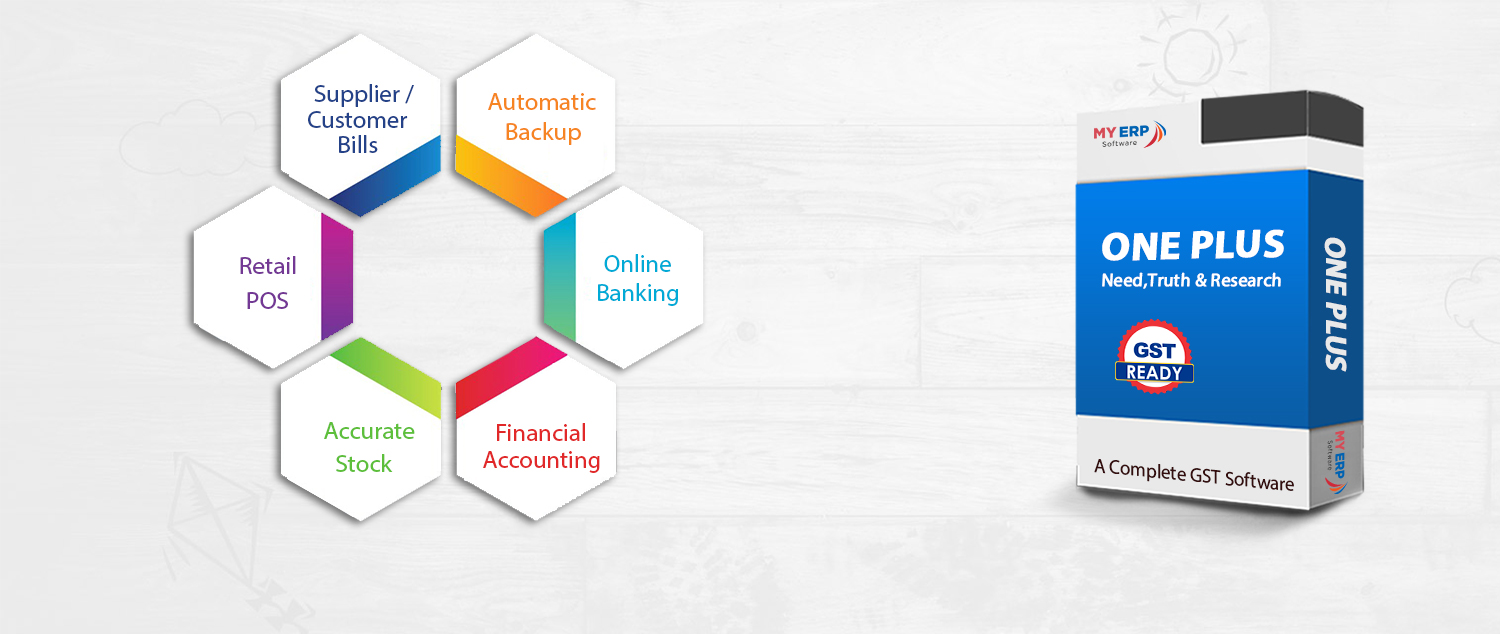 Supplier /
Customer
Bills
Automatic
Backup
Retail
POS
Online
Banking
Accurate
Stock
Financial
Accounting
MY ERP
Software
ONE PLUS
Need,Truth & Research
GST
READY
A Complete GST Software
ONE PLUS
MY ERP
Software